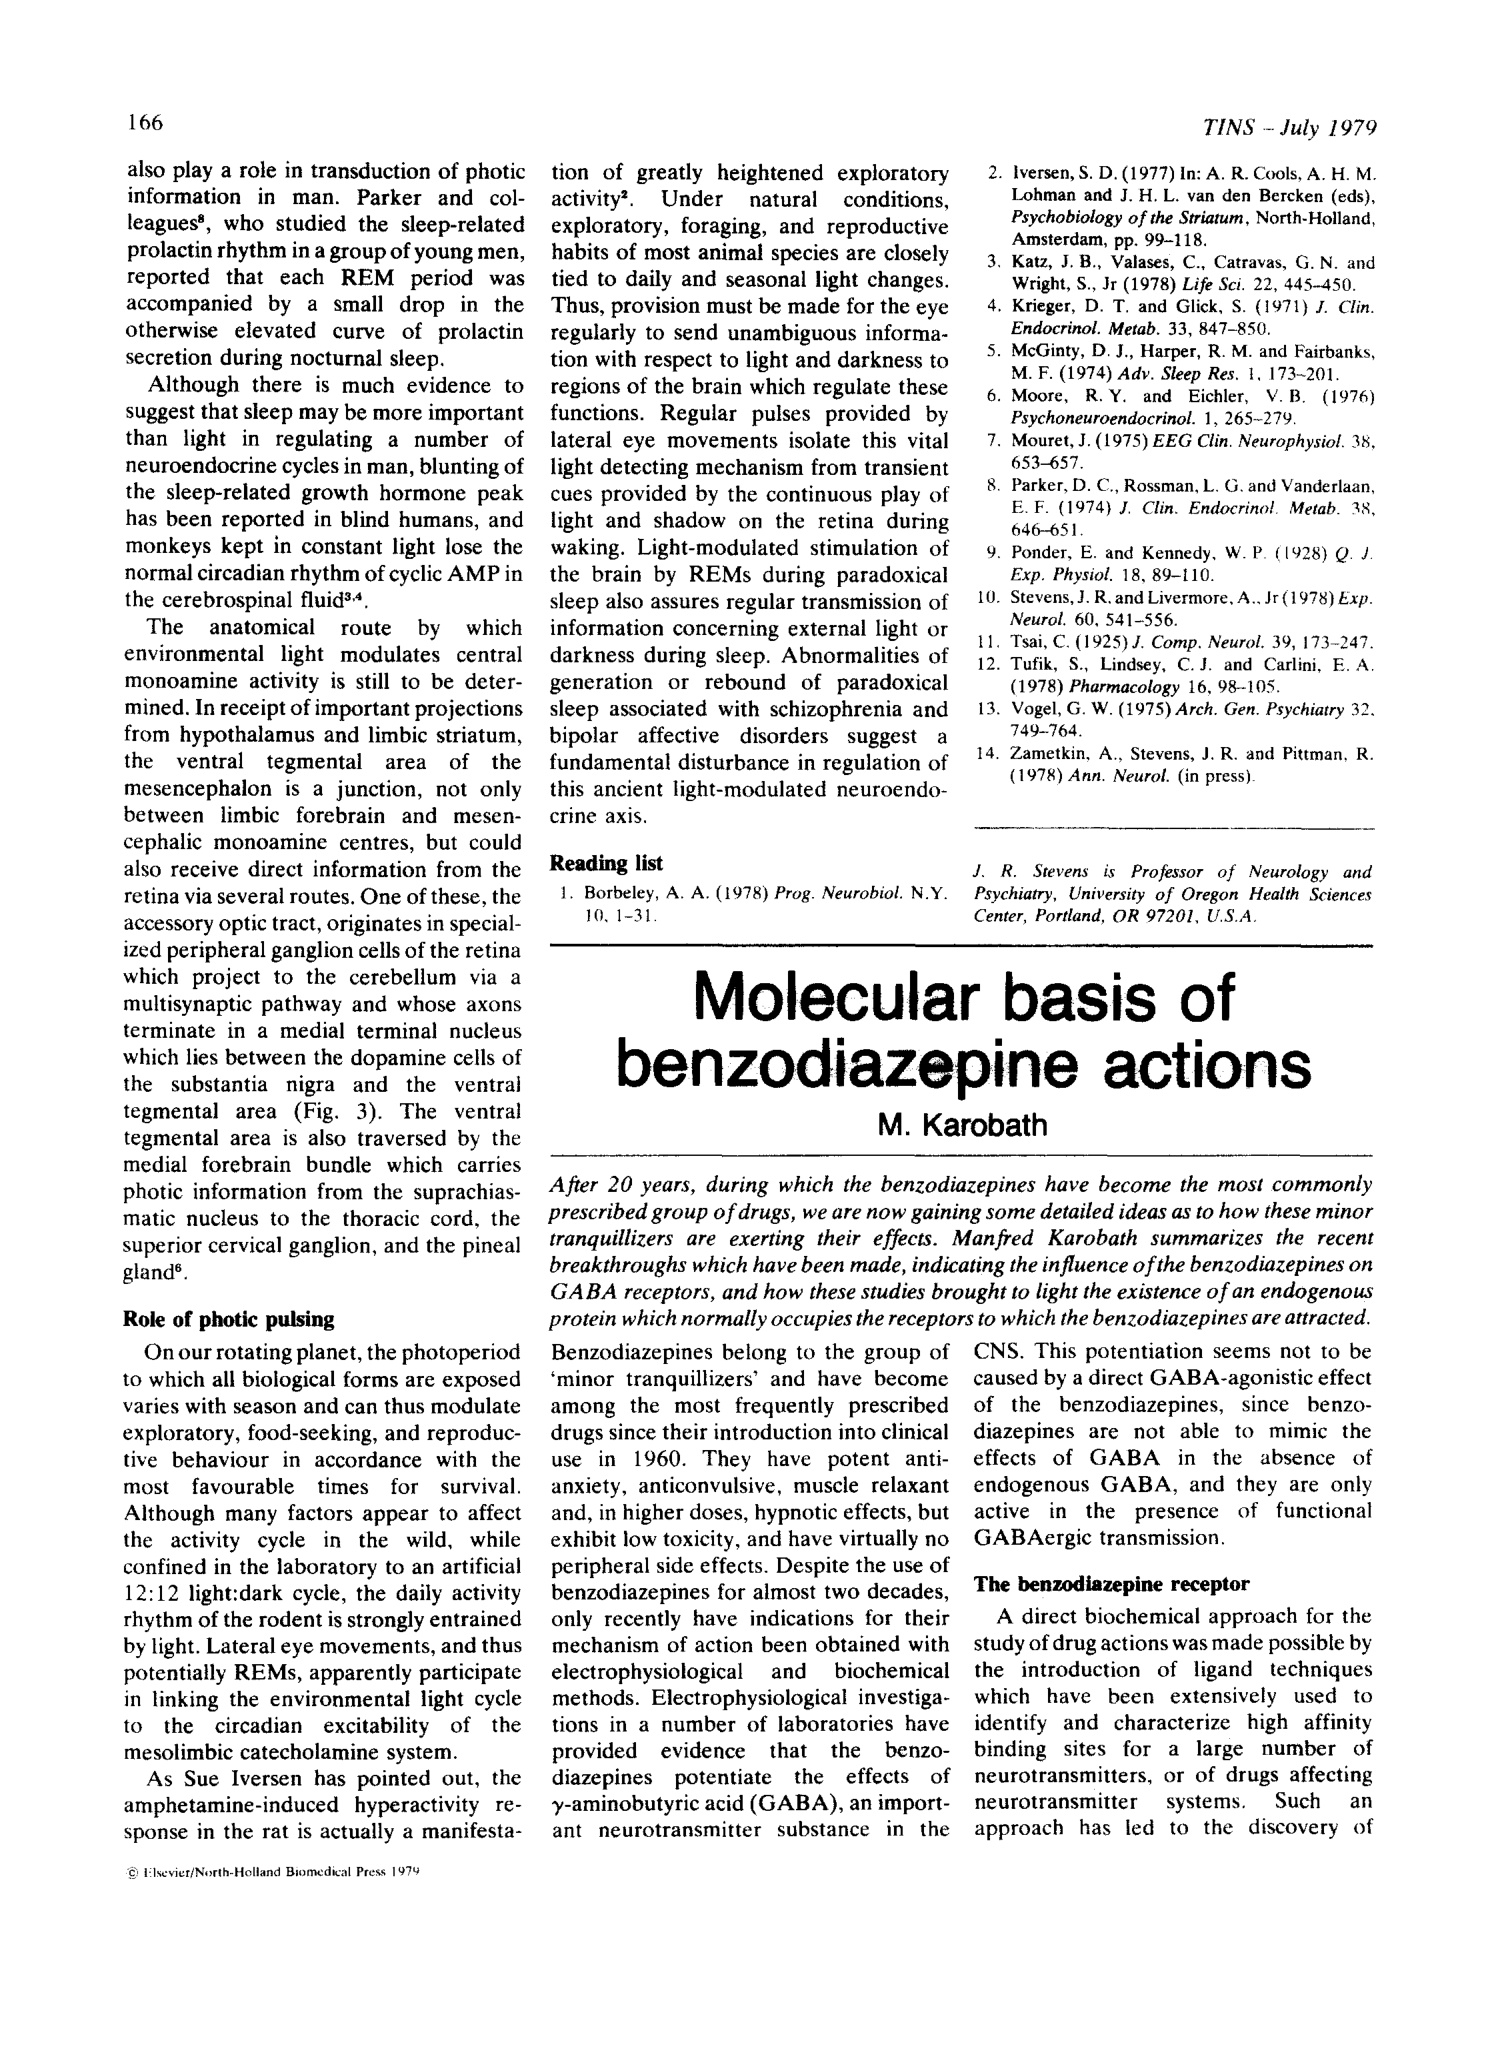 166
TINS – July 1979
also play a role in transduction of photic
information in man. Parker and col-
leagues⁸, who studied the sleep-related
prolactin rhythm in a group of young men,
reported that each REM period was
accompanied by a small drop in the
otherwise elevated curve of prolactin
secretion during nocturnal sleep.
Although there is much evidence to
suggest that sleep may be more important
than light in regulating a number of
neuroendocrine cycles in man, blunting of
the sleep-related growth hormone peak
has been reported in blind humans, and
monkeys kept in constant light lose the
normal circadian rhythm of cyclic AMP in
the cerebrospinal fluid³,⁴.
The anatomical route by which
environmental light modulates central
monoamine activity is still to be deter-
mined. In receipt of important projections
from hypothalamus and limbic striatum,
the ventral tegmental area of the
mesencephalon is a junction, not only
between limbic forebrain and mesen-
cephalic monoamine centres, but could
also receive direct information from the
retina via several routes. One of these, the
accessory optic tract, originates in special-
ized peripheral ganglion cells of the retina
which project to the cerebellum via a
multisynaptic pathway and whose axons
terminate in a medial terminal nucleus
which lies between the dopamine cells of
the substantia nigra and the ventral
tegmental area (Fig. 3). The ventral
tegmental area is also traversed by the
medial forebrain bundle which carries
photic information from the suprachias-
matic nucleus to the thoracic cord, the
superior cervical ganglion, and the pineal
gland⁶.
Role of photic pulsing
On our rotating planet, the photoperiod
to which all biological forms are exposed
varies with season and can thus modulate
exploratory, food-seeking, and reproduc-
tive behaviour in accordance with the
most favourable times for survival.
Although many factors appear to affect
the activity cycle in the wild, while
confined in the laboratory to an artificial
12:12 light:dark cycle, the daily activity
rhythm of the rodent is strongly entrained
by light. Lateral eye movements, and thus
potentially REMs, apparently participate
in linking the environmental light cycle
to the circadian excitability of the
mesolimbic catecholamine system.
As Sue Iversen has pointed out, the
amphetamine-induced hyperactivity re-
sponse in the rat is actually a manifesta-
tion of greatly heightened exploratory
activity². Under natural conditions,
exploratory, foraging, and reproductive
habits of most animal species are closely
tied to daily and seasonal light changes.
Thus, provision must be made for the eye
regularly to send unambiguous informa-
tion with respect to light and darkness to
regions of the brain which regulate these
functions. Regular pulses provided by
lateral eye movements isolate this vital
light detecting mechanism from transient
cues provided by the continuous play of
light and shadow on the retina during
waking. Light-modulated stimulation of
the brain by REMs during paradoxical
sleep also assures regular transmission of
information concerning external light or
darkness during sleep. Abnormalities of
generation or rebound of paradoxical
sleep associated with schizophrenia and
bipolar affective disorders suggest a
fundamental disturbance in regulation of
this ancient light-modulated neuroendo-
crine axis.
Reading list
1. Borbeley, A. A. (1978) Prog. Neurobiol. N.Y.
10, 1–31.
2. Iversen, S. D. (1977) In: A. R. Cools, A. H. M.
Lohman and J. H. L. van den Bercken (eds),
Psychobiology of the Striatum, North-Holland,
Amsterdam, pp. 99–118.
3. Katz, J. B., Valases, C., Catravas, G. N. and
Wright, S., Jr (1978) Life Sci. 22, 445–450.
4. Krieger, D. T. and Glick, S. (1971) J. Clin.
Endocrinol. Metab. 33, 847–850.
5. McGinty, D. J., Harper, R. M. and Fairbanks,
M. F. (1974) Adv. Sleep Res. 1, 173–201.
6. Moore, R. Y. and Eichler, V. B. (1976)
Psychoneuroendocrinol. 1, 265–279.
7. Mouret, J. (1975) EEG Clin. Neurophysiol. 38,
653–657.
8. Parker, D. C., Rossman, L. G. and Vanderlaan,
E. F. (1974) J. Clin. Endocrinol. Metab. 38,
646–651.
9. Ponder, E. and Kennedy, W. P. (1928) Q. J.
Exp. Physiol. 18, 89–110.
10. Stevens, J. R. and Livermore, A., Jr (1978) Exp.
Neurol. 60, 541–556.
11. Tsai, C. (1925) J. Comp. Neurol. 39, 173–247.
12. Tufik, S., Lindsey, C. J. and Carlini, E. A.
(1978) Pharmacology 16, 98–105.
13. Vogel, G. W. (1975) Arch. Gen. Psychiatry 32,
749–764.
14. Zametkin, A., Stevens, J. R. and Pittman, R.
(1978) Ann. Neurol. (in press).
J. R. Stevens is Professor of Neurology and
Psychiatry, University of Oregon Health Sciences
Center, Portland, OR 97201, U.S.A.
Molecular basis of
benzodiazepine actions
M. Karobath
After 20 years, during which the benzodiazepines have become the most commonly
prescribed group of drugs, we are now gaining some detailed ideas as to how these minor
tranquillizers are exerting their effects. Manfred Karobath summarizes the recent
breakthroughs which have been made, indicating the influence of the benzodiazepines on
GABA receptors, and how these studies brought to light the existence of an endogenous
protein which normally occupies the receptors to which the benzodiazepines are attracted.
Benzodiazepines belong to the group of
‘minor tranquillizers’ and have become
among the most frequently prescribed
drugs since their introduction into clinical
use in 1960. They have potent anti-
anxiety, anticonvulsive, muscle relaxant
and, in higher doses, hypnotic effects, but
exhibit low toxicity, and have virtually no
peripheral side effects. Despite the use of
benzodiazepines for almost two decades,
only recently have indications for their
mechanism of action been obtained with
electrophysiological and biochemical
methods. Electrophysiological investiga-
tions in a number of laboratories have
provided evidence that the benzo-
diazepines potentiate the effects of
γ-aminobutyric acid (GABA), an import-
ant neurotransmitter substance in the
CNS. This potentiation seems not to be
caused by a direct GABA-agonistic effect
of the benzodiazepines, since benzo-
diazepines are not able to mimic the
effects of GABA in the absence of
endogenous GABA, and they are only
active in the presence of functional
GABAergic transmission.
The benzodiazepine receptor
A direct biochemical approach for the
study of drug actions was made possible by
the introduction of ligand techniques
which have been extensively used to
identify and characterize high affinity
binding sites for a large number of
neurotransmitters, or of drugs affecting
neurotransmitter systems. Such an
approach has led to the discovery of
© Elsevier/North-Holland Biomedical Press 1979